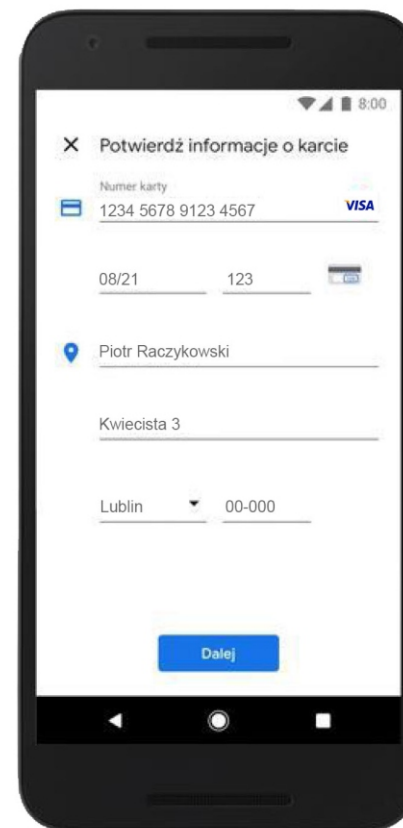 8:00
Potwierdź informacje o karcie
Numer karty
1234 5678 9123 4567 VISA
08/21 123
Piotr Raczykowski
Kwiecista 3
Lublin 00-000
Dalej